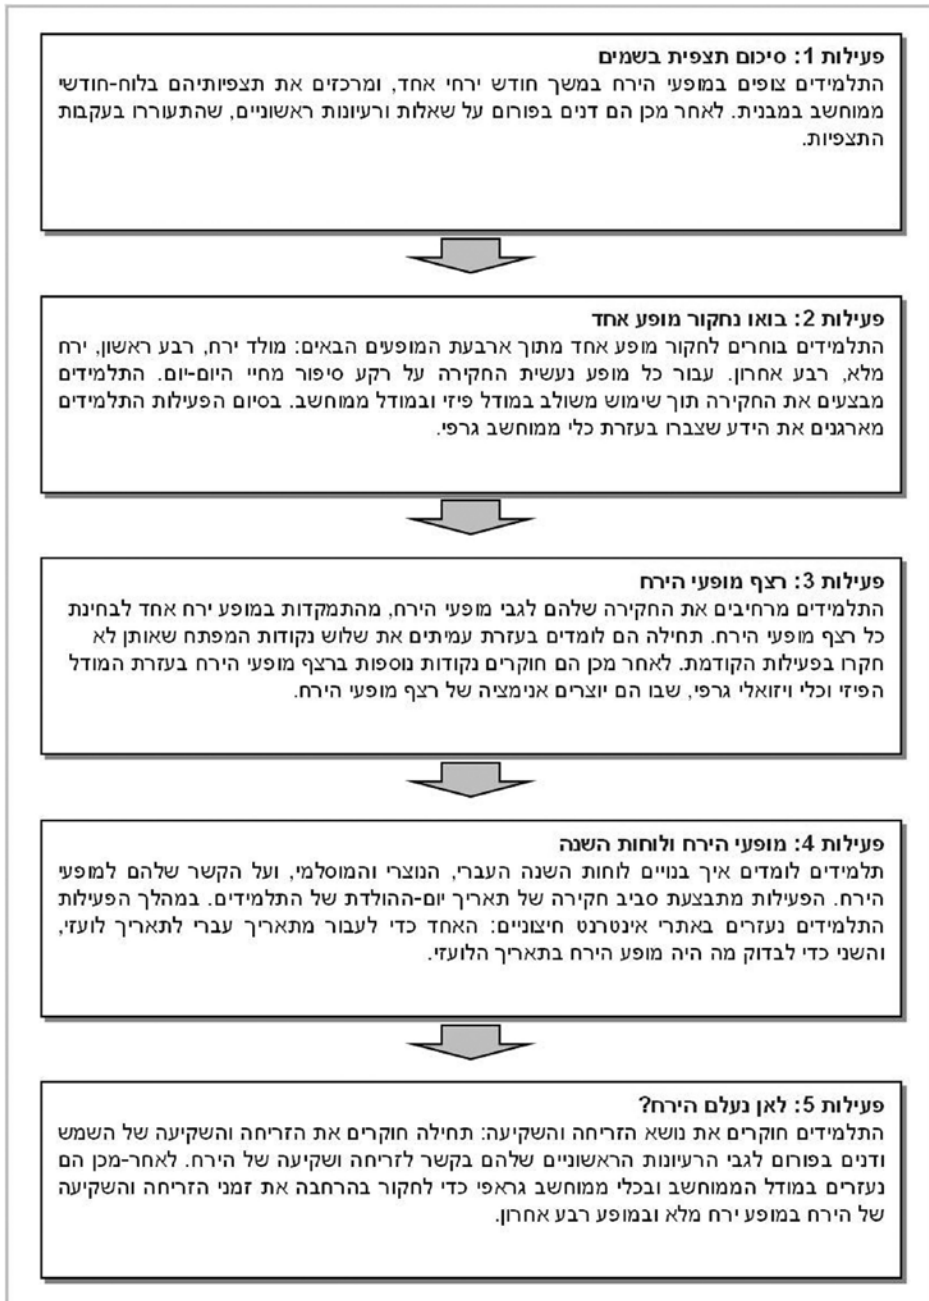 פעילות 1: סיכום תצפית בשמים
התלמידים צופים במופעי הירח במשך חודש ירחי אחד, ומרכזים את תצפיותיהם בלוח-חודשי
ממוחשב במבנית. לאחר מכן הם דנים בפורום על שאלות ורעיונות ראשוניים, שהתעוררו בעקבות
התצפיות.
פעילות 2: בואו נחקור מופע אחד
התלמידים בוחרים לחקור מופע אחד מתוך ארבעת המופעים הבאים: מולד ירח, רבע ראשון, ירח
מלא, רבע אחרון. עבור כל מופע נעשית החקירה על רקע סיפור מחיי היום-יום. התלמידים
מבצעים את החקירה תוך שימוש משולב במודל פיזי ובמודל ממוחשב. בסיום הפעילות התלמידים
מארגנים את הידע שצברו בעזרת כלי ממוחשב גרפי.
פעילות 3: רצף מופעי הירח
התלמידים מרחיבים את החקירה שלהם לגבי מופעי הירח, מהתמקדות במופע ירח אחד לבחינת
כל רצף מופעי הירח. תחילה הם לומדים בעזרת עמיתים את שלוש נקודות המפתח שאותן לא
חקרו בפעילות הקודמת. לאחר מכן הם חוקרים נקודות נוספות ברצף מופעי הירח בעזרת המודל
הפיזי וכלי ויזואלי גרפי, שבו הם יוצרים אנימציה של רצף מופעי הירח.
פעילות 4: מופעי הירח ולוחות השנה
תלמידים לומדים איך בנויים לוחות השנה העברי, הנוצרי והמוסלמי, ועל הקשר שלהם למופעי
הירח. הפעילות מתבצעת סביב חקירה של תאריך יום-ההולדת של התלמידים. במהלך הפעילות
התלמידים נעזרים באתרי אינטרנט חיצוניים: האחד כדי לעבור מתאריך עברי לתאריך לועזי,
והשני כדי לבדוק מה היה מופע הירח בתאריך הלועזי.
פעילות 5: לאן נעלם הירח?
התלמידים חוקרים את נושא הזריחה והשקיעה: תחילה חוקרים את הזריחה והשקיעה של השמש
ודנים בפורום לגבי הרעיונות הראשוניים שלהם בקשר לזריחה ושקיעה של הירח. לאחר-מכן הם
נעזרים במודל הממוחשב ובכלי ממוחשב גראפי כדי לחקור בהרחבה את זמני הזריחה והשקיעה
של הירח במופע ירח מלא ובמופע רבע אחרון.